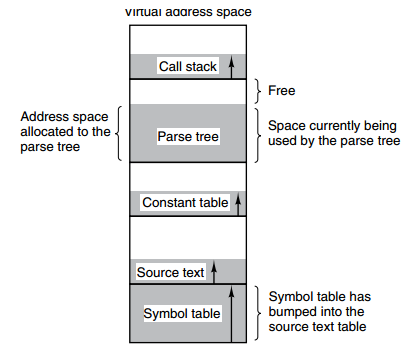 Virtual address space
Call stack
Free
Address space
allocated to the
parse tree
Parse tree
Space currently being
used by the parse tree
Constant table
Source text
Symbol table
Symbol table has
bumped into the
source text table